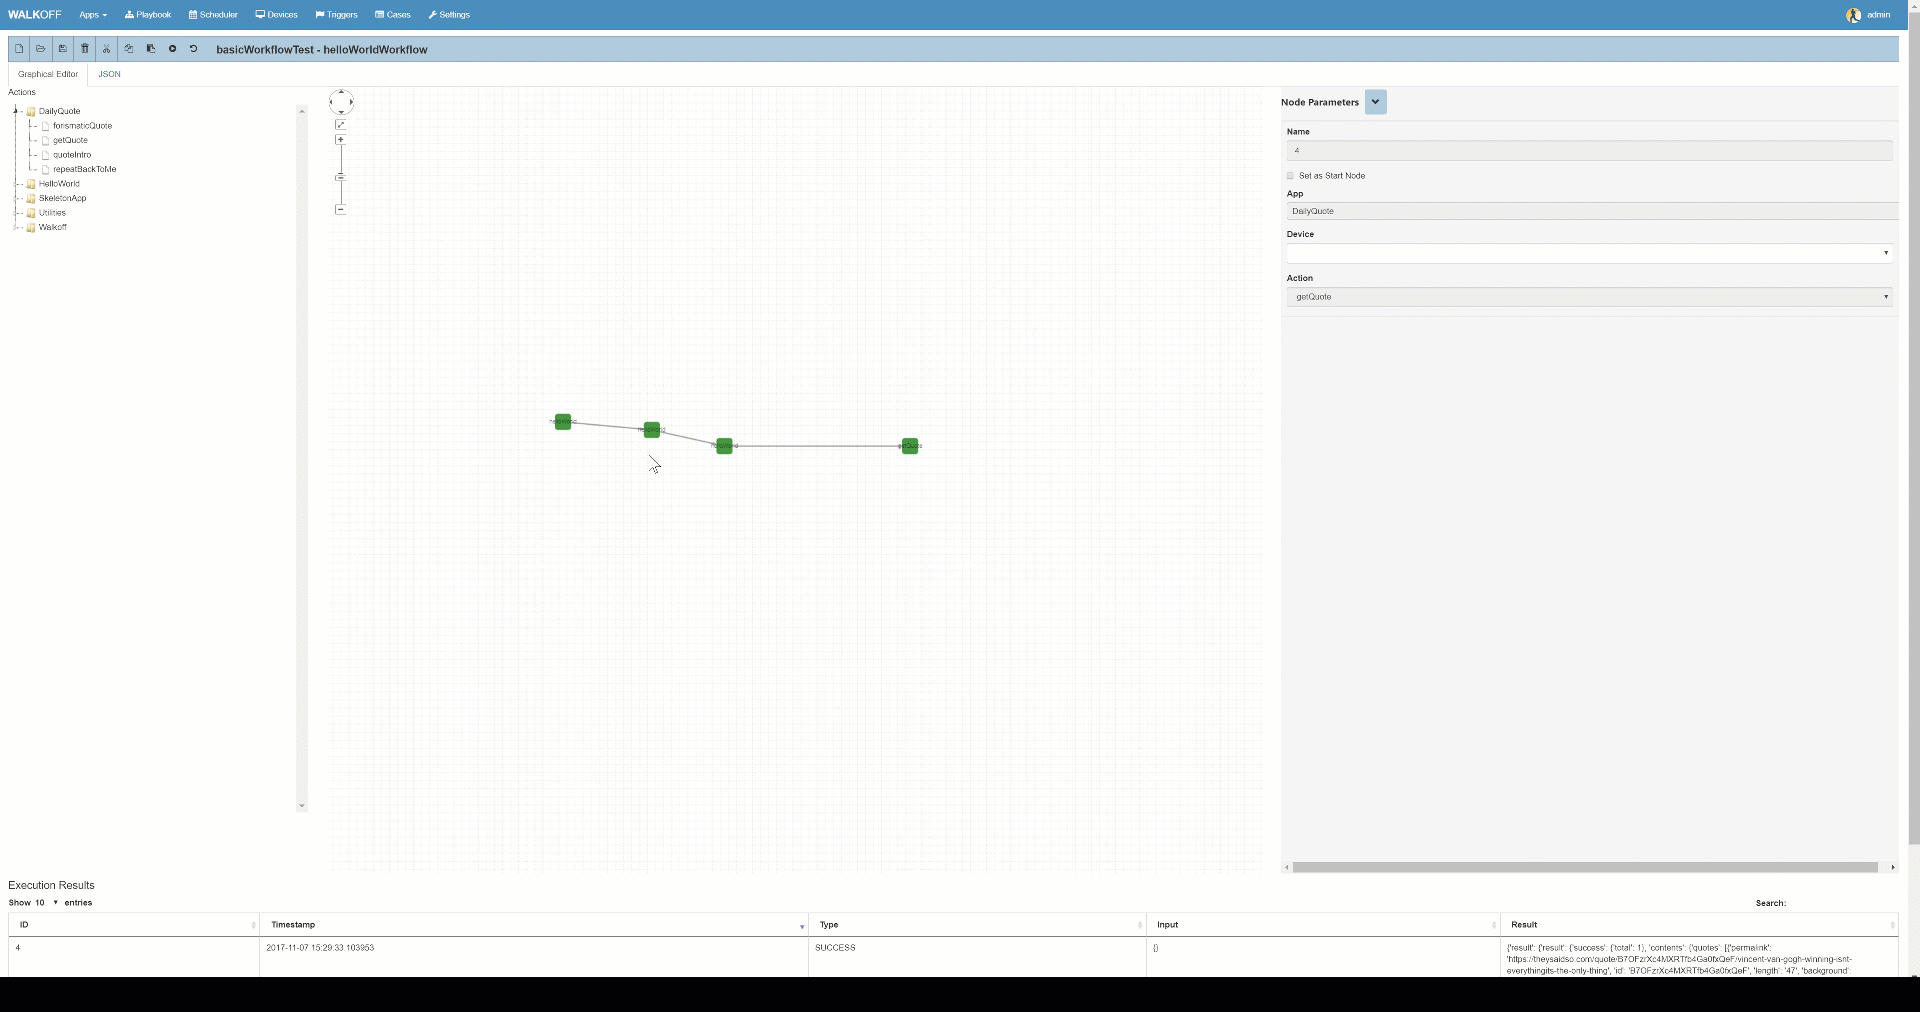 WALKOFF Apps Playbook Scheduler Devices Triggers Cases Settings admin
basicWorkflowTest - helloWorldWorkflow
Graphical Editor JSON
Actions
DailyQuote
forismaticQuote
getQuote
quoteIntro
repeatBackToMe
HelloWorld
SkeletonApp
Utilities
Walkoff
helloWorld
helloWorld
helloWorld
getQuote
Node Parameters
Name
4
Set as Start Node
App
DailyQuote
Device
Action
getQuote
Execution Results
Show 10 entries
Search:
ID Timestamp Type Input Result
4 2017-11-07 15:29:33.103953 SUCCESS {} {'result': {'result': {'success': {'total': 1}, 'contents': {'quotes': [{'permalink':
'https://theysaidso.com/quote/B7OFzrXc4MXRTfb4Ga0fxQeF/vincent-van-gogh-winning-isnt-
everythingits-the-only-thing', 'id': 'B7OFzrXc4MXRTfb4Ga0fxQeF', 'length': '47', 'background':